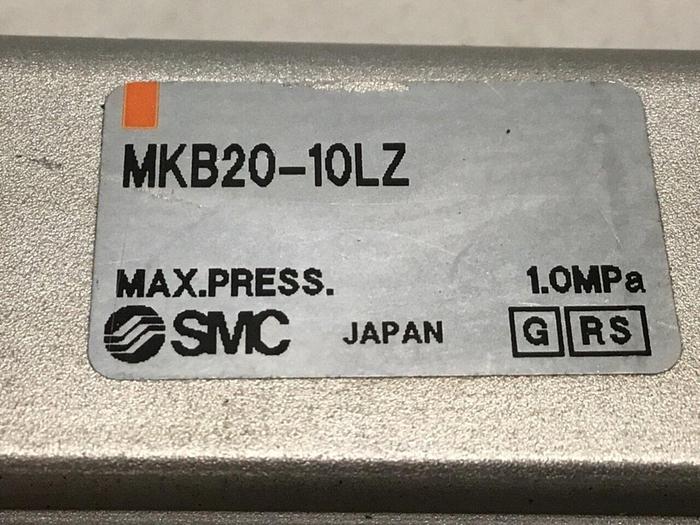 MKB20-10LZ
MAX.PRESS. 1.0MPa
SMC JAPAN G RS